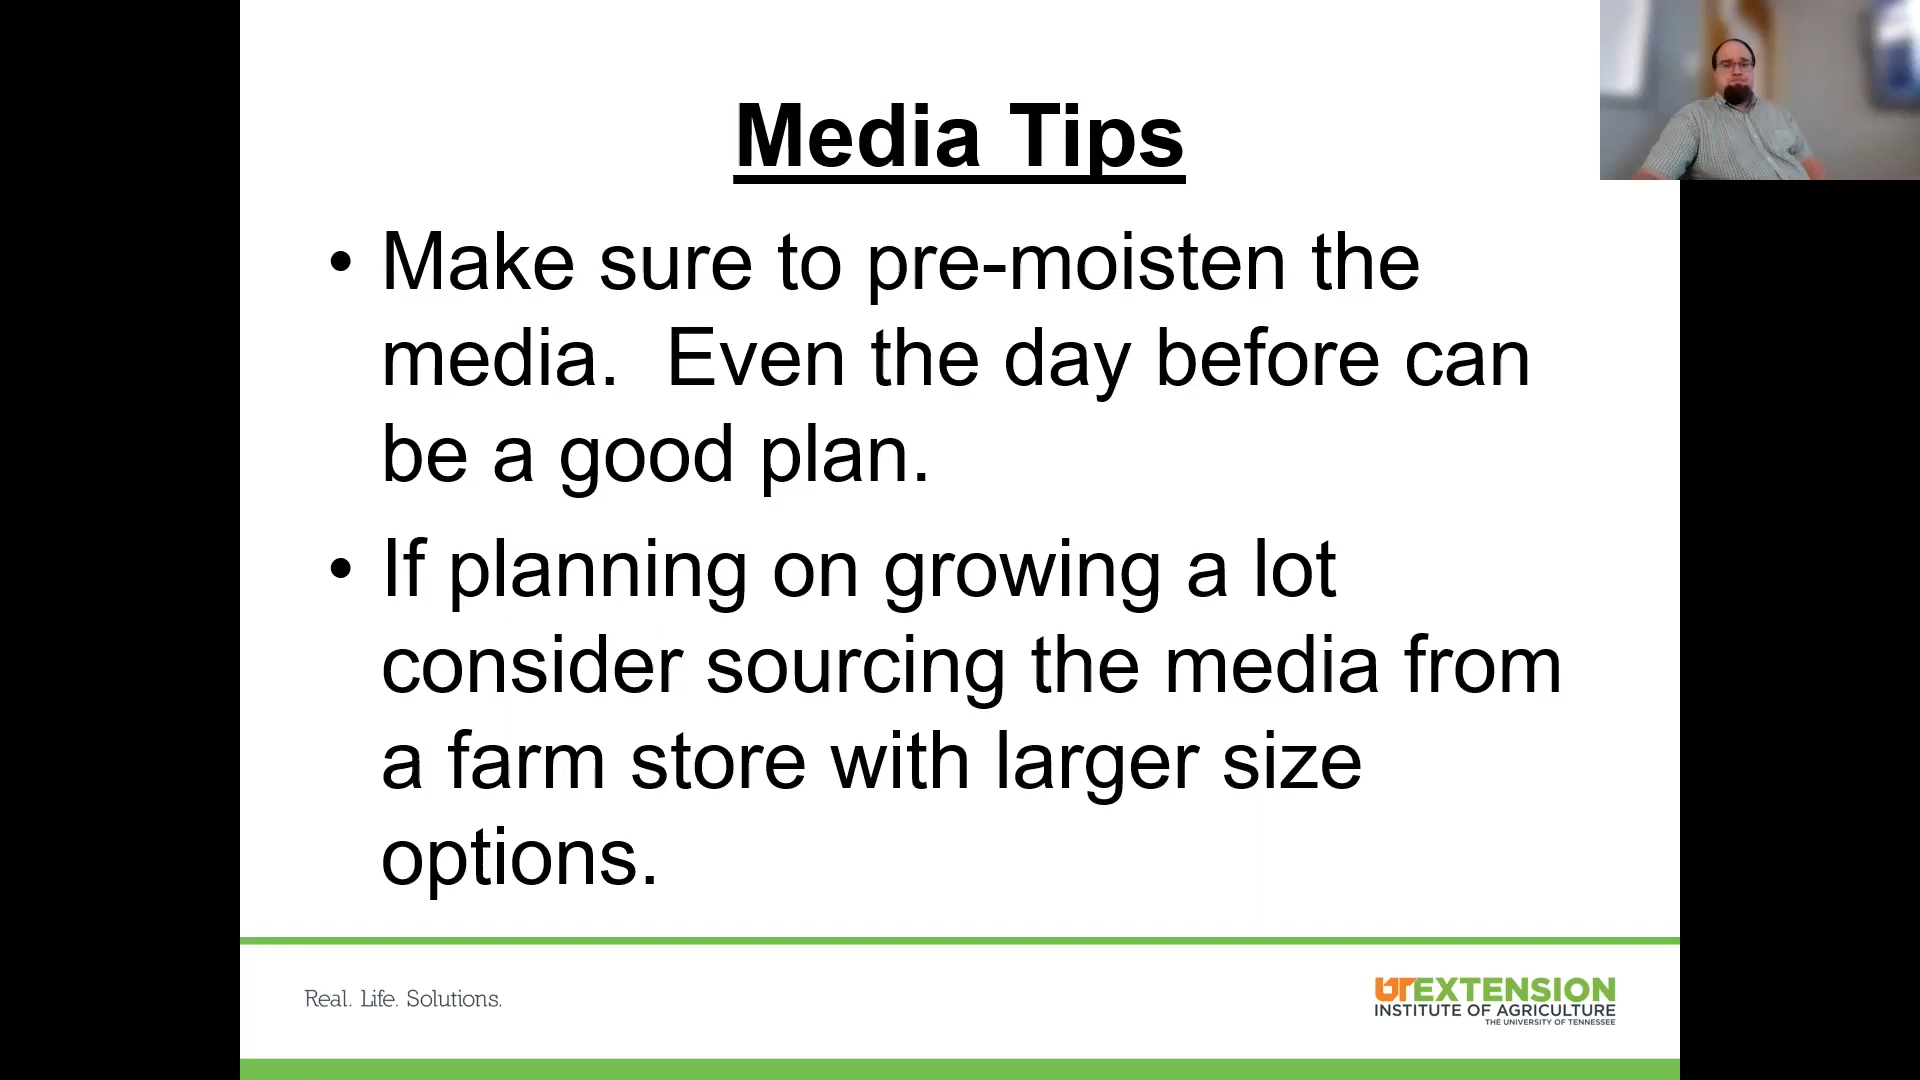 Media Tips
• Make sure to pre-moisten the
media.  Even the day before can
be a good plan.
• If planning on growing a lot
consider sourcing the media from
a farm store with larger size
options.
Real. Life. Solutions.
UTEXTENSION
INSTITUTE OF AGRICULTURE
THE UNIVERSITY OF TENNESSEE